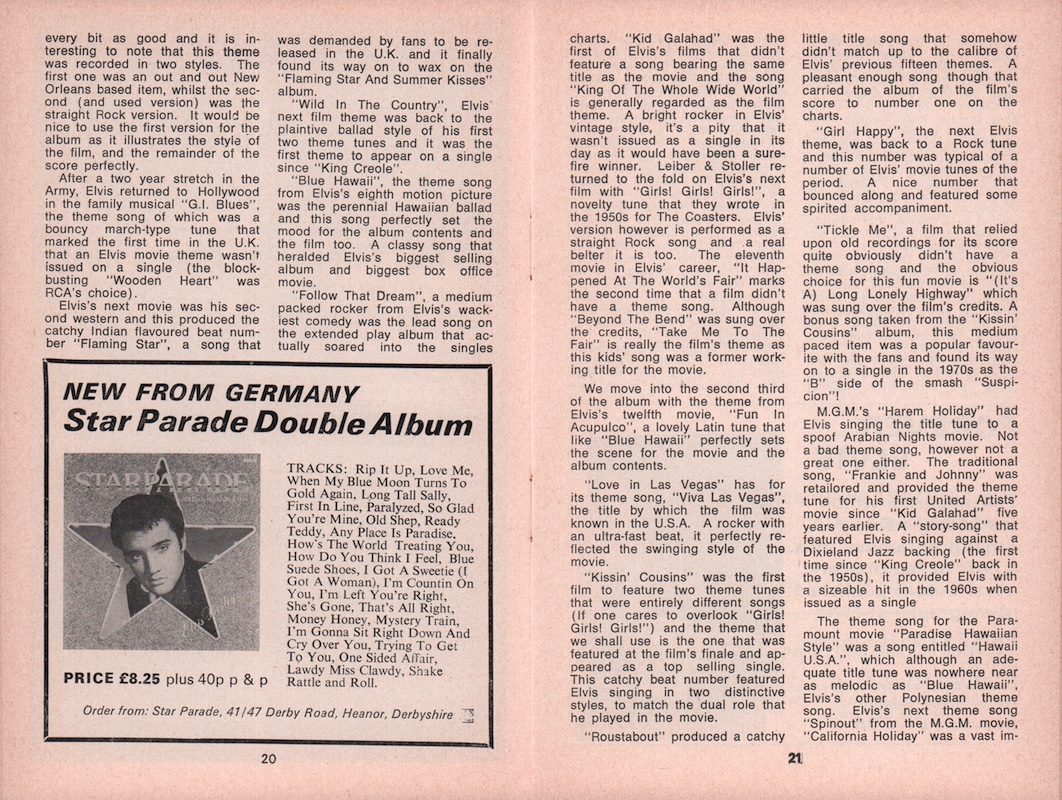 every bit as good and it is in-
teresting to note that this theme
was recorded in two styles. The
first one was an out and out New
Orleans based item, whilst the sec-
ond (and used version) was the
straight Rock version. It would be
nice to use the first version for the
album as it illustrates the style of
the film, and the remainder of the
score perfectly.
After a two year stretch in the
Army, Elvis returned to Hollywood
in the family musical "G.I. Blues",
the theme song of which was a
bouncy march-type tune that
marked the first time in the U.K.
that an Elvis movie theme wasn't
issued on a single (the block-
busting "Wooden Heart" was
RCA's choice).
Elvis's next movie was his sec-
ond western and this produced the
catchy Indian flavoured beat num-
ber "Flaming Star", a song that
was demanded by fans to be re-
leased in the U.K. and it finally
found its way on to wax on the
"Flaming Star And Summer Kisses"
album.
"Wild In The Country", Elvis'
next film theme was back to the
plaintive ballad style of his first
two theme tunes and it was the
first theme to appear on a single
since "King Creole".
"Blue Hawaii", the theme song
from Elvis's eighth motion picture
was the perennial Hawaiian ballad
and this song perfectly set the
mood for the album contents and
the film too. A classy song that
heralded Elvis's biggest selling
album and biggest box office
movie.
"Follow That Dream", a medium
packed rocker from Elvis's wack-
iest comedy was the lead song on
the extended play album that ac-
tually soared into the singles
NEW FROM GERMANY
Star Parade Double Album
STARPARADE
TRACKS: Rip It Up, Love Me,
When My Blue Moon Turns To
Gold Again, Long Tall Sally,
First In Line, Paralyzed, So Glad
You're Mine, Old Shep, Ready
Teddy, Any Place Is Paradise.
How's The World Treating You,
How Do You Think I Feel, Blue
Suede Shoes, I Got A Sweetie (I
Got A Woman), I'm Countin On
You, I'm Left You're Right,
She's Gone, That's All Right,
Money Honey, Mystery Train,
I'm Gonna Sit Right Down And
Cry Over You, Trying To Get
To You, One Sided Affair,
Lawdy Miss Clawdy, Shake
Rattle and Roll.
PRICE £8.25 plus 40p p & p
Order from: Star Parade, 41/47 Derby Road, Heanor, Derbyshire
20
charts. "Kid Galahad" was the
first of Elvis's films that didn't
feature a song bearing the same
title as the movie and the song
"King Of The Whole Wide World"
is generally regarded as the film
theme. A bright rocker in Elvis'
vintage style, it's a pity that it
wasn't issued as a single in its
day as it would have been a sure-
fire winner. Leiber & Stoller re-
turned to the fold on Elvis's next
film with "Girls! Girls! Girls!", a
novelty tune that they wrote in
the 1950s for The Coasters. Elvis'
version however is performed as a
straight Rock song and a real
belter it is too. The eleventh
movie in Elvis' career, "It Hap-
pened At The World's Fair" marks
the second time that a film didn't
have a theme song. Although
"Beyond The Bend" was sung over
the credits, "Take Me To The
Fair" is really the film's theme as
this kids' song was a former work-
ing title for the movie.
We move into the second third
of the album with the theme from
Elvis's twelfth movie, "Fun In
Acupulco", a lovely Latin tune that
like "Blue Hawaii" perfectly sets
the scene for the movie and the
album contents.
"Love in Las Vegas" has for
its theme song, "Viva Las Vegas",
the title by which the film was
known in the U.S.A. A rocker with
an ultra-fast beat, it perfectly re-
flected the swinging style of the
movie.
"Kissin' Cousins" was the first
film to feature two theme tunes
that were entirely different songs
(If one cares to overlook "Girls!
Girls! Girls!") and the theme that
we shall use is the one that was
featured at the film's finale and ap-
peared as a top selling single.
This catchy beat number featured
Elvis singing in two distinctive
styles, to match the dual role that
he played in the movie.
"Roustabout" produced a catchy
little title song that somehow
didn't match up to the calibre of
Elvis' previous fifteen themes. A
pleasant enough song though that
carried the album of the film's
score to number one on the
charts.
"Girl Happy", the next Elvis
theme, was back to a Rock tune
and this number was typical of a
number of Elvis' movie tunes of the
period. A nice number that
bounced along and featured some
spirited accompaniment.
"Tickle Me", a film that relied
upon old recordings for its score
quite obviously didn't have a
theme song and the obvious
choice for this fun movie is "(It's
A) Long Lonely Highway" which
was sung over the film's credits. A
bonus song taken from the "Kissin'
Cousins" album, this medium
paced item was a popular favour-
ite with the fans and found its way
on to a single in the 1970s as the
"B" side of the smash "Suspi-
cion"!
M.G.M.'s "Harem Holiday" had
Elvis singing the title tune to a
spoof Arabian Nights movie. Not
a bad theme song, however not a
great one either. The traditional
song, "Frankie and Johnny" was
retailored and provided the theme
tune for his first United Artists'
movie since "Kid Galahad" five
years earlier. A "story-song" that
featured Elvis singing against a
Dixieland Jazz backing (the first
time since "King Creole" back in
the 1950s), it provided Elvis with
a sizeable hit in the 1960s when
issued as a single
The theme song for the Para-
mount movie "Paradise Hawaiian
Style" was a song entitled "Hawaii
U.S.A.", which although an ade-
quate title tune was nowhere near
as melodic as "Blue Hawaii",
Elvis's other Polynesian theme
song. Elvis's next theme song
"Spinout" from the M.G.M. movie,
"California Holiday" was a vast im-
21